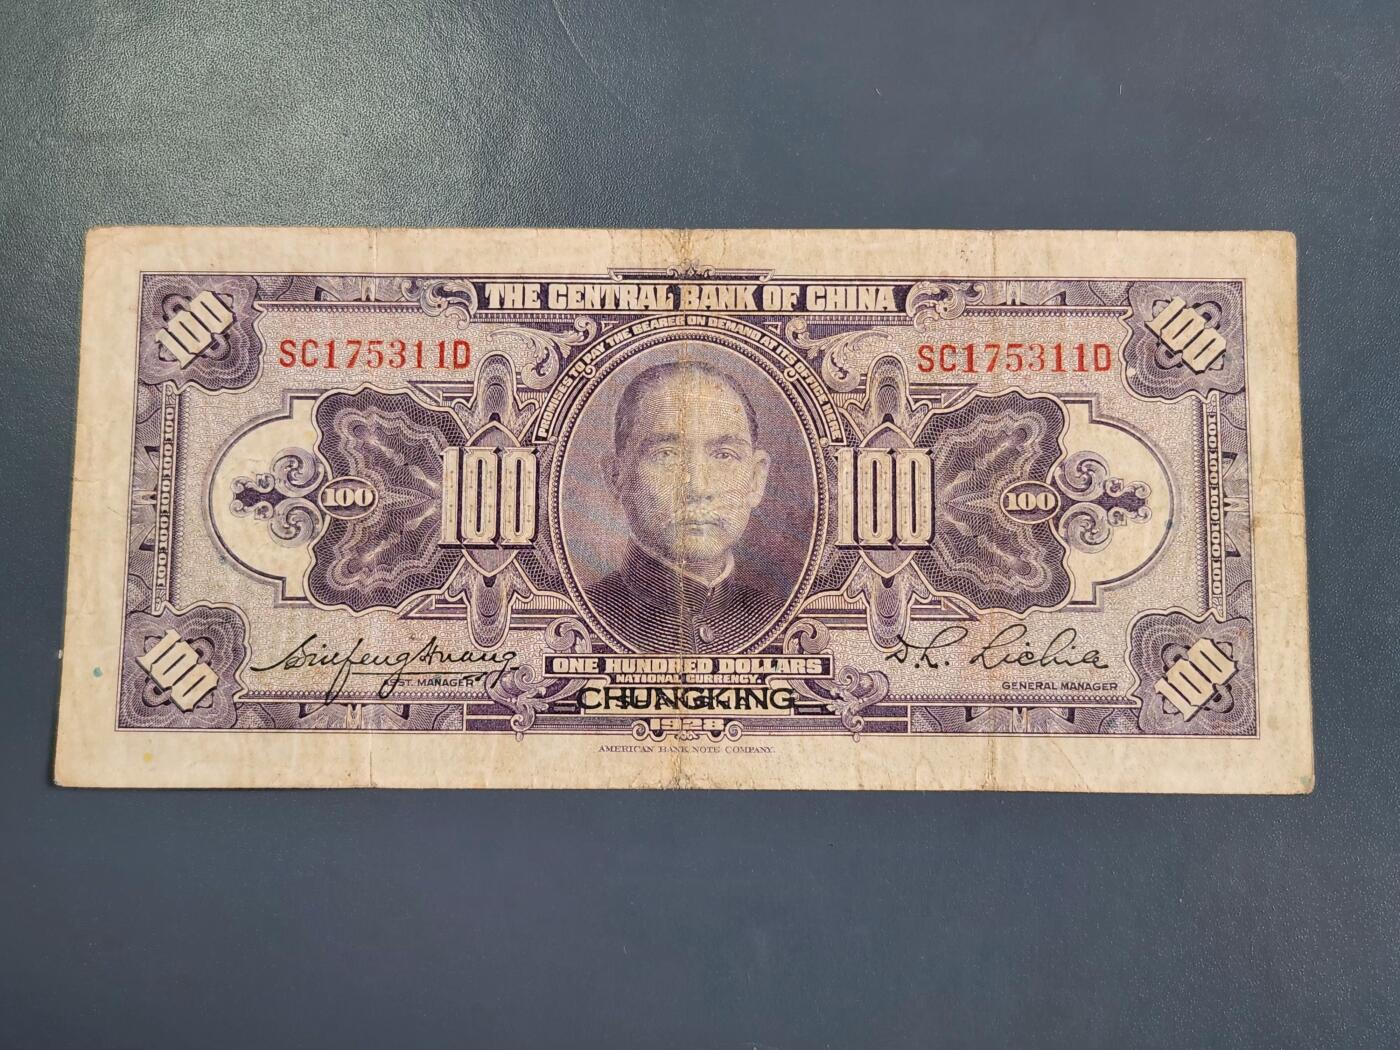 100
THE CENTRAL BANK OF CHINA
100
PROMISES TO PAY THE BEARER ON DEMAND AT ITS OFFICE HERE
SC175311D
SC175311D
100
100
100
100
100100100100100
100100100100100
ASST. MANAGER
GENERAL MANAGER
ONE HUNDRED DOLLARS
NATIONAL CURRENCY.
CHUNGKING
1928
100
100
AMERICAN BANK NOTE COMPANY.